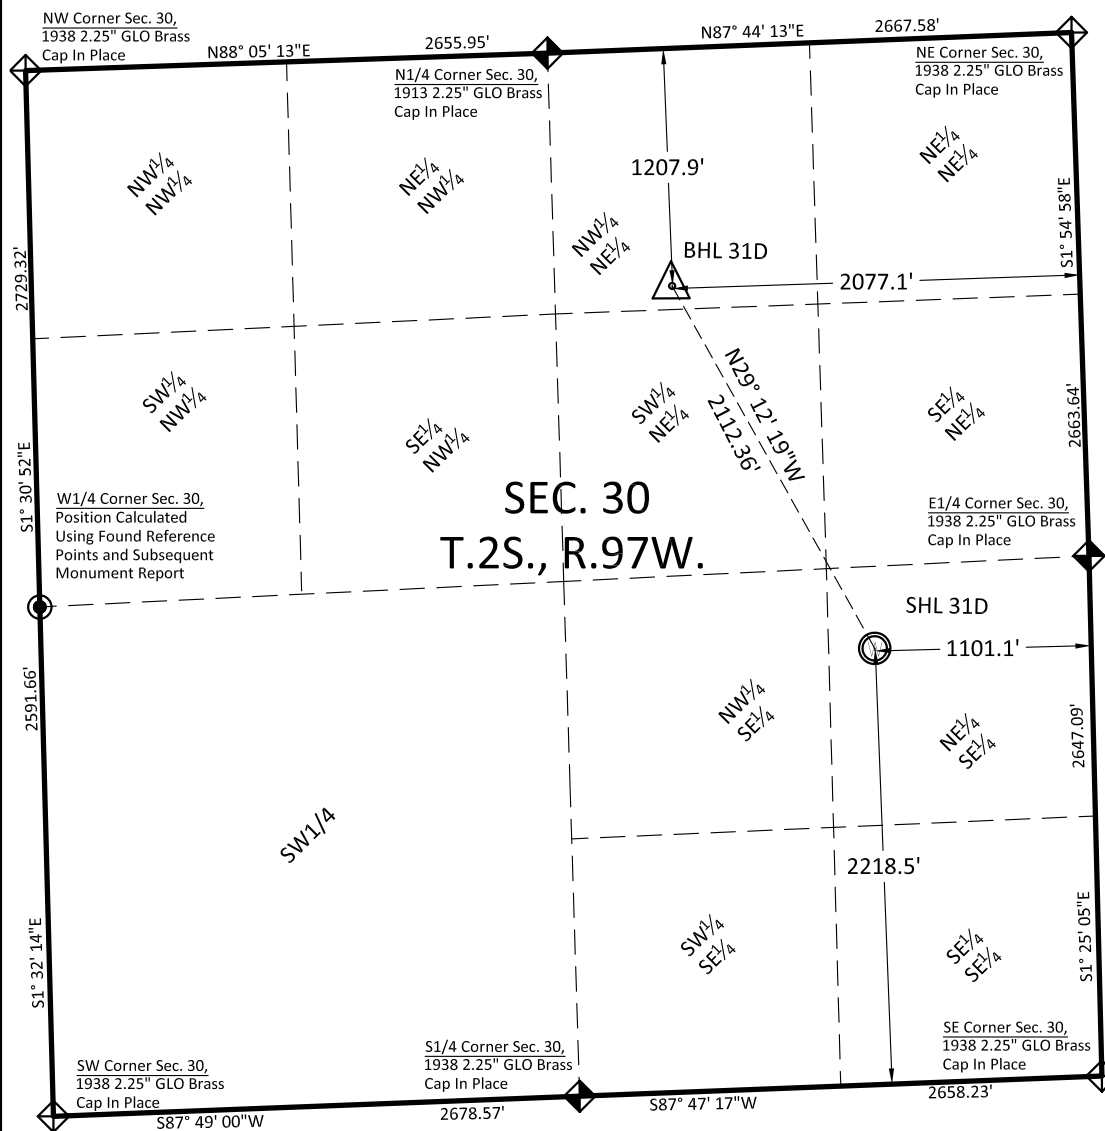 NW Corner Sec. 30,
1938 2.25" GLO Brass
Cap In Place
N88° 05' 13"E
2655.95'
N87° 44' 13"E
2667.58'
N1/4 Corner Sec. 30,
1913 2.25" GLO Brass
Cap In Place
NE Corner Sec. 30,
1938 2.25" GLO Brass
Cap In Place
NW¼
NW¼
NE¼
NW¼
NW¼
NE¼
NE¼
NE¼
1207.9'
BHL 31D
2077.1'
S1° 54' 58"E
2729.32'
SW¼
NW¼
SE¼
NW¼
SW¼
NE¼
SE¼
NE¼
N29° 12' 19"W
2112.36'
2663.64'
S1° 30' 52"E
W1/4 Corner Sec. 30,
Position Calculated
Using Found Reference
Points and Subsequent
Monument Report
SEC. 30
T.2S., R.97W.
E1/4 Corner Sec. 30,
1938 2.25" GLO Brass
Cap In Place
SHL 31D
1101.1'
2591.66'
NW¼
SE¼
NE¼
SE¼
2647.09'
SW1/4
2218.5'
SW¼
SE¼
SE¼
SE¼
S1° 32' 14"E
S1° 25' 05"E
SW Corner Sec. 30,
1938 2.25" GLO Brass
Cap In Place
S1/4 Corner Sec. 30,
1938 2.25" GLO Brass
Cap In Place
SE Corner Sec. 30,
1938 2.25" GLO Brass
Cap In Place
S87° 49' 00"W
2678.57'
S87° 47' 17"W
2658.23'